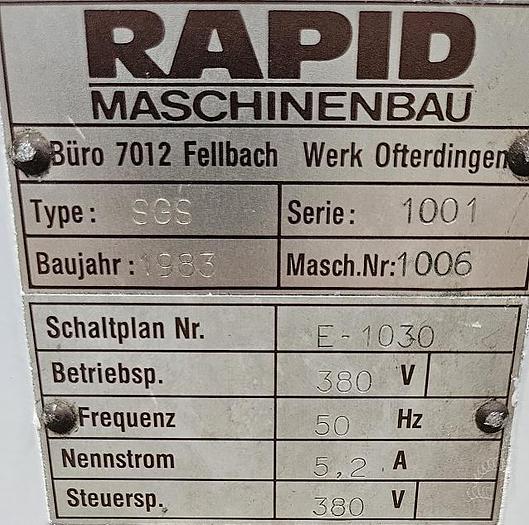 RAPID
MASCHINENBAU
Büro 7012 Fellbach Werk Ofterdingen
Type: SGS Serie: 1001
Baujahr: 1983 Masch.Nr: 1006
Schaltplan Nr. E-1030
Betriebsp. 380 V
Frequenz 50 Hz
Nennstrom 5,2 A
Steuersp. 380 V